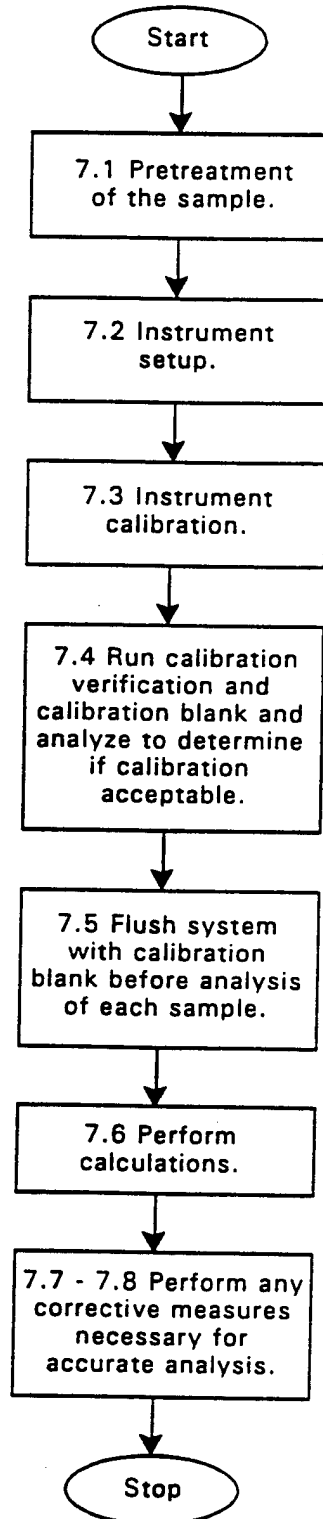 Start
7.1 Pretreatment
of the sample.
7.2 Instrument
setup.
7.3 Instrument
calibration.
7.4 Run calibration
verification and
calibration blank and
analyze to determine
if calibration
acceptable.
7.5 Flush system
with calibration
blank before analysis
of each sample.
7.6 Perform
calculations.
7.7 - 7.8 Perform any
corrective measures
necessary for
accurate analysis.
Stop